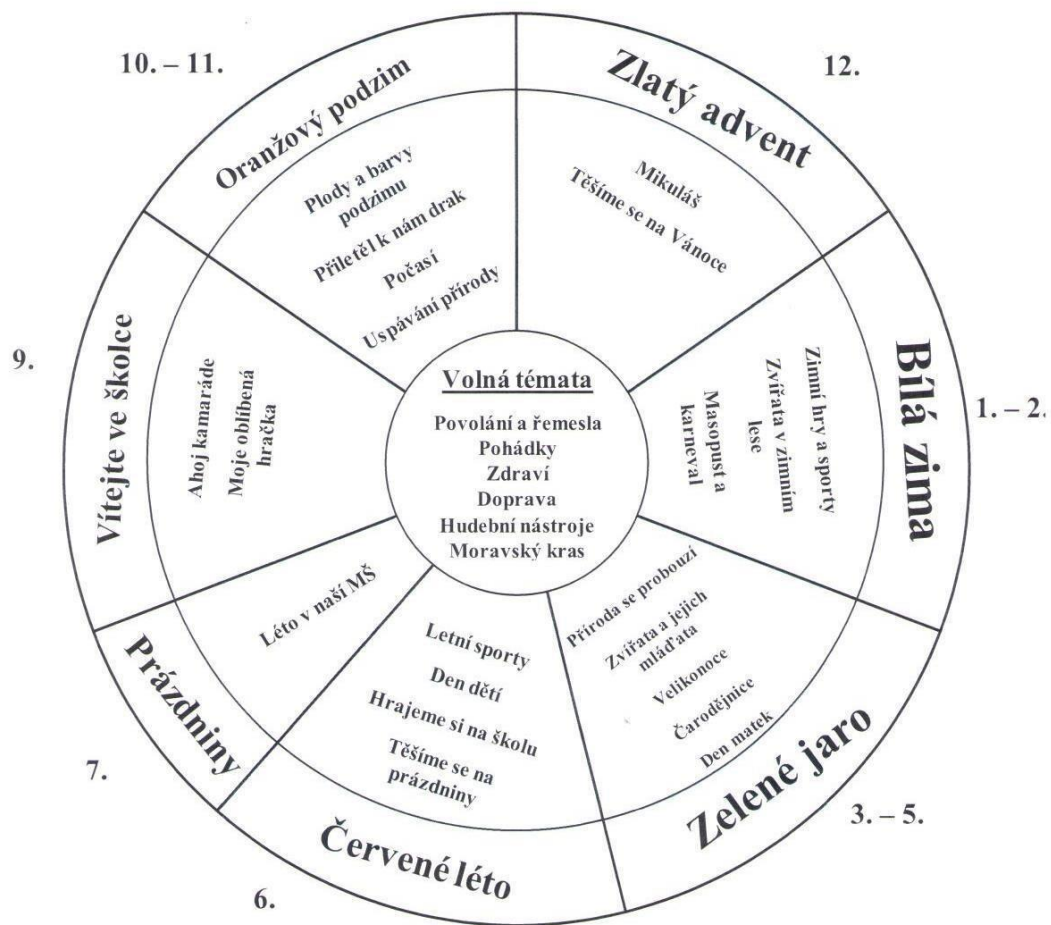 10. – 11.
Oranžový podzim
Plody a barvy
podzimu
Přiletěl k nám drak
Počasí
Uspávání přírody
12.
Zlatý advent
Mikuláš
Těšíme se na Vánoce
1. – 2.
Bílá zima
Zimní hry a sporty
Zvířata v zimním
lese
Masopust a
karneval
3. – 5.
Zelené jaro
Příroda se probouzí
Zvířata a jejich
mláďata
Velikonoce
Čarodějnice
Den matek
6.
Červené léto
Letní sporty
Den dětí
Hrajeme si na školu
Těšíme se na
prázdniny
7.
Prázdniny
Léto v naší MŠ
9.
Vítejte ve školce
Ahoj kamaráde
Moje oblíbená
hračka
Volná témata
Povolání a řemesla
Pohádky
Zdraví
Doprava
Hudební nástroje
Moravský kras